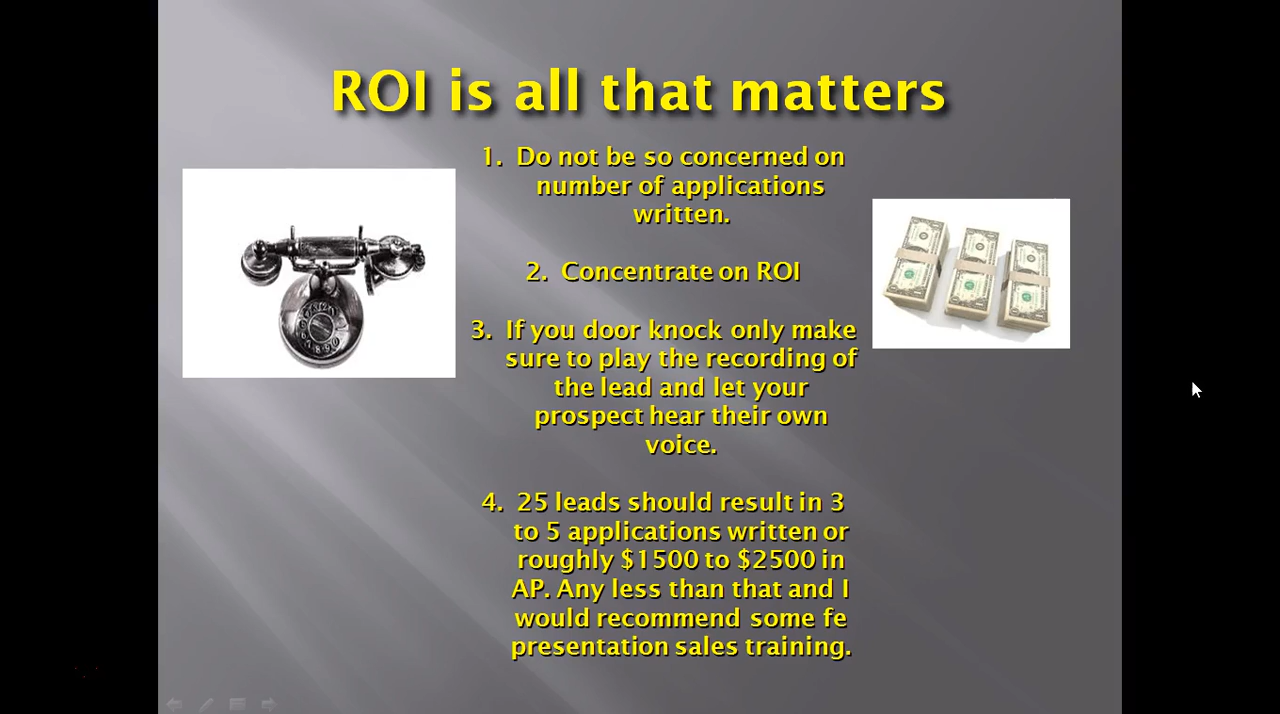 ROI is all that matters
1. Do not be so concerned on
number of applications
written.
2. Concentrate on ROI
3. If you door knock only make
sure to play the recording of
the lead and let your
prospect hear their own
voice.
4. 25 leads should result in 3
to 5 applications written or
roughly $1500 to $2500 in
AP. Any less than that and I
would recommend some fe
presentation sales training.